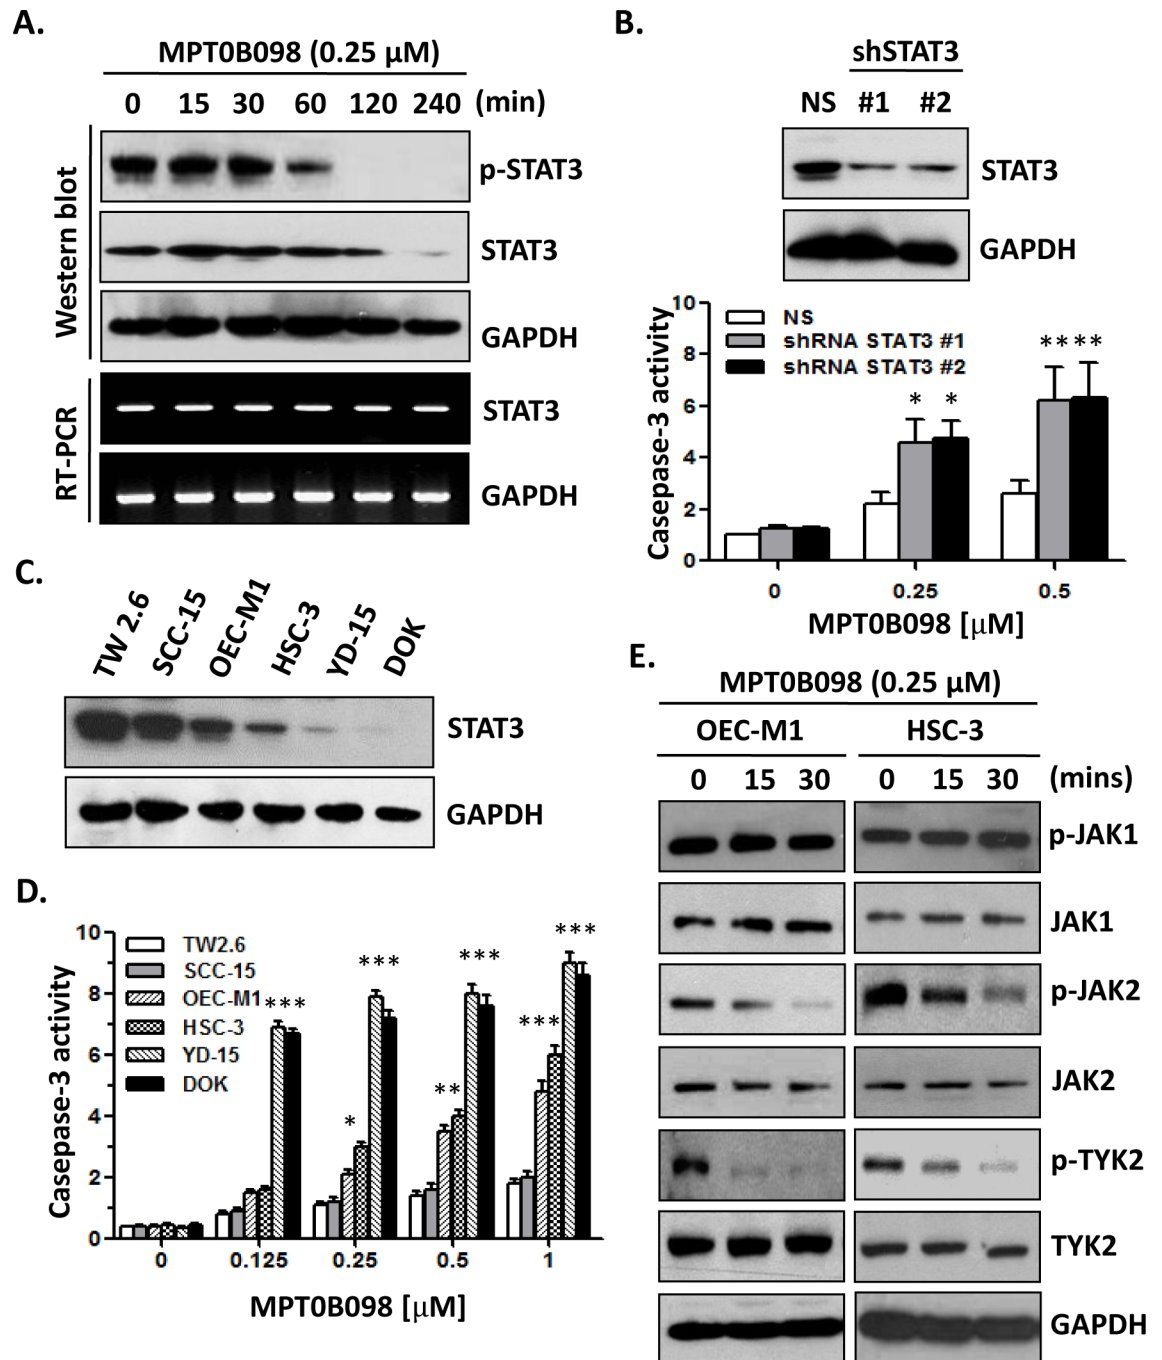 A.
MPT0B098 (0.25 μM)
0 15 30 60 120 240 (min)
Western blot
p-STAT3
STAT3
GAPDH
RT-PCR
STAT3
GAPDH
B.
shSTAT3
NS #1 #2
STAT3
GAPDH
Casepase-3 activity
10
8
6
4
2
0
NS
shRNA STAT3 #1
shRNA STAT3 #2
* *
** **
0 0.25 0.5
MPT0B098 [μM]
C.
TW 2.6 SCC-15 OEC-M1 HSC-3 YD-15 DOK
STAT3
GAPDH
D.
Casepase-3 activity
10
8
6
4
2
0
TW2.6
SCC-15
OEC-M1
HSC-3
YD-15
DOK
***
*
***
**
***
***
***
0 0.125 0.25 0.5 1
MPT0B098 [μM]
E.
MPT0B098 (0.25 μM)
OEC-M1 HSC-3
0 15 30 0 15 30 (mins)
p-JAK1
JAK1
p-JAK2
JAK2
p-TYK2
TYK2
GAPDH